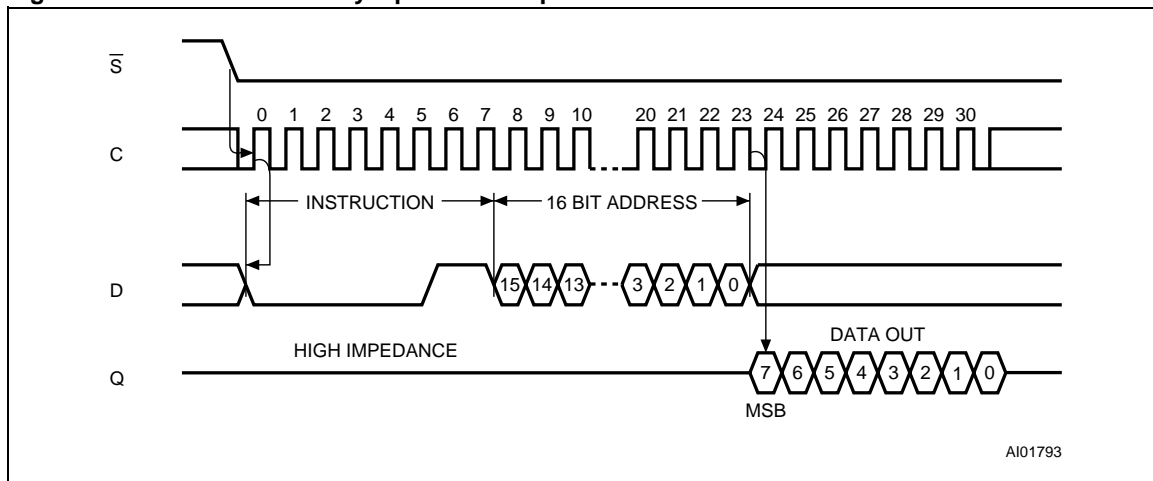 S
0 1 2 3 4 5 6 7 8 9 10 20 21 22 23 24 25 26 27 28 29 30
C
INSTRUCTION 16 BIT ADDRESS
D 15 14 13 3 2 1 0
HIGH IMPEDANCE DATA OUT
Q 7 6 5 4 3 2 1 0
MSB
AI01793